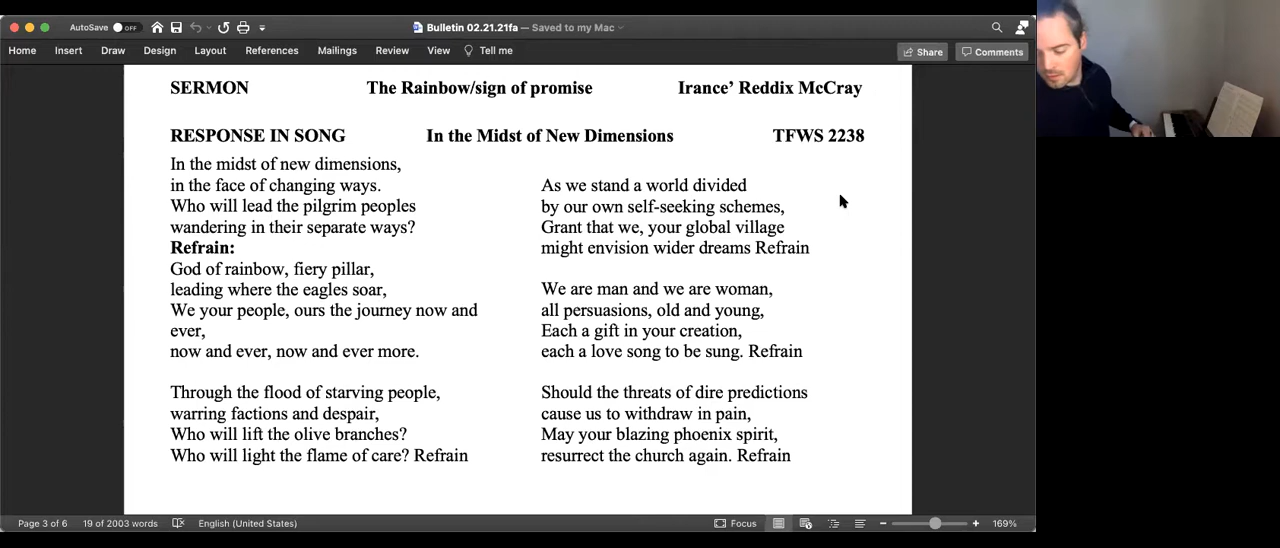 AutoSave OFF
Bulletin 02.21.21fa — Saved to my Mac
Home Insert Draw Design Layout References Mailings Review View Tell me Share Comments
SERMON The Rainbow/sign of promise Irance’ Reddix McCray
RESPONSE IN SONG In the Midst of New Dimensions TFWS 2238
In the midst of new dimensions,
in the face of changing ways.
Who will lead the pilgrim peoples
wandering in their separate ways?
Refrain:
God of rainbow, fiery pillar,
leading where the eagles soar,
We your people, ours the journey now and
ever,
now and ever, now and ever more.
Through the flood of starving people,
warring factions and despair,
Who will lift the olive branches?
Who will light the flame of care? Refrain
As we stand a world divided
by our own self-seeking schemes,
Grant that we, your global village
might envision wider dreams Refrain
We are man and we are woman,
all persuasions, old and young,
Each a gift in your creation,
each a love song to be sung. Refrain
Should the threats of dire predictions
cause us to withdraw in pain,
May your blazing phoenix spirit,
resurrect the church again. Refrain
Page 3 of 6 19 of 2003 words English (United States) Focus 169%